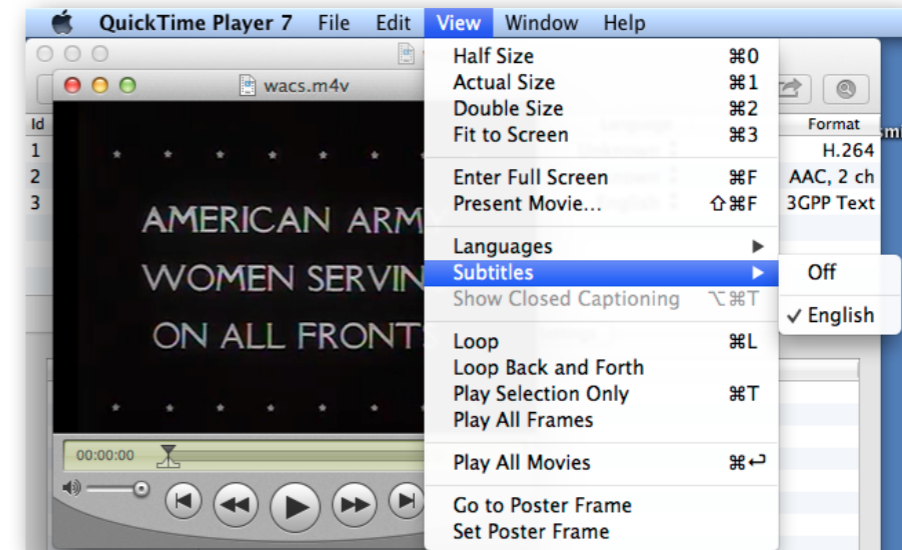 QuickTime Player 7 File Edit View Window Help
wacs.m4v
Id
1
2
3
AMERICAN ARM
WOMEN SERVIN
ON ALL FRONT
00:00:00
Half Size ⌘0
Actual Size ⌘1
Double Size ⌘2
Fit to Screen ⌘3
Enter Full Screen ⌘F
Present Movie... ⇧⌘F
Languages
Subtitles
Show Closed Captioning ⌥⌘T
Loop ⌘L
Loop Back and Forth
Play Selection Only ⌘T
Play All Frames
Play All Movies ⌘↩
Go to Poster Frame
Set Poster Frame
Off
✓ English
Format
H.264
AAC, 2 ch
3GPP Text